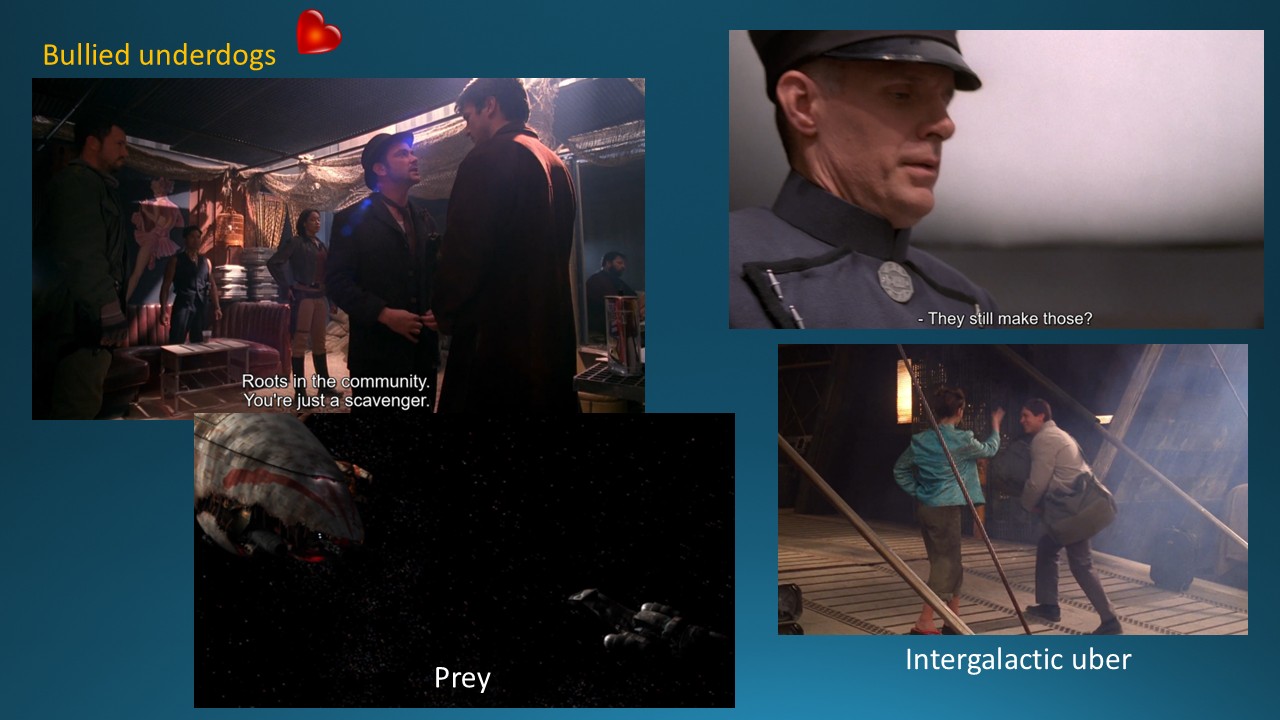 Bullied underdogs
Roots in the community.
You're just a scavenger.
- They still make those?
Prey
Intergalactic uber